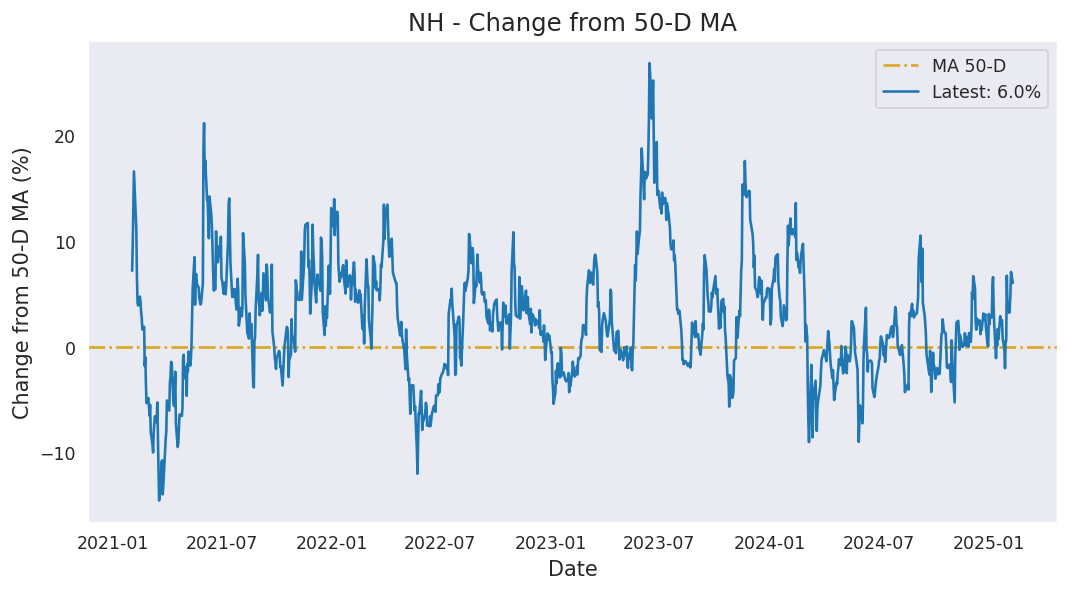 NH - Change from 50-D MA
MA 50-D
Latest: 6.0%
Change from 50-D MA (%)
20
10
0
−10
2021-01
2021-07
2022-01
2022-07
2023-01
2023-07
2024-01
2024-07
2025-01
Date